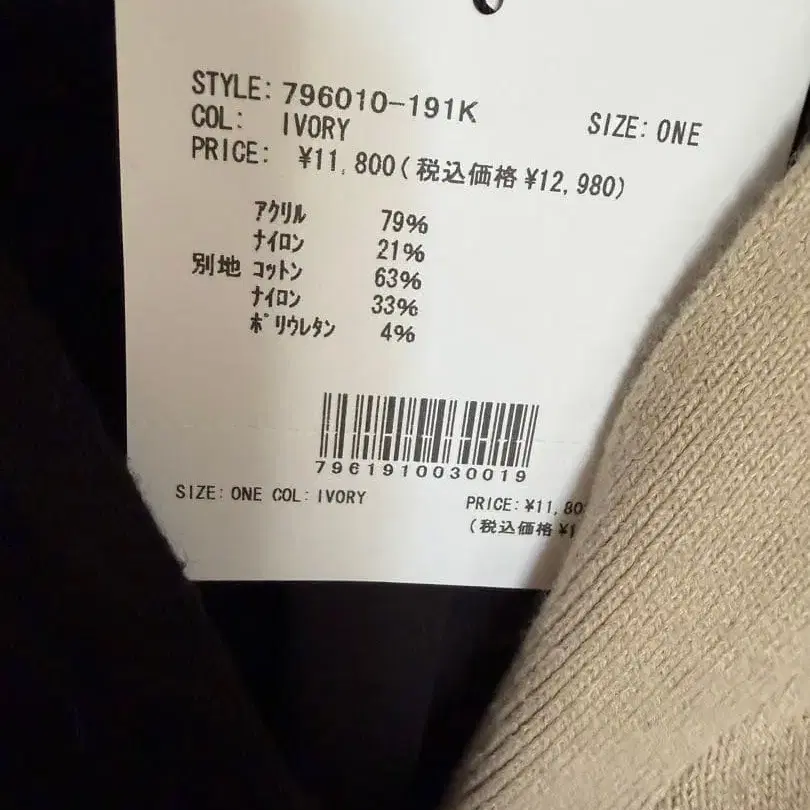 STYLE: 796010-191K SIZE: ONE
COL: IVORY
PRICE: ¥11,800(税込価格 ¥12,980)
アクリル 79%
ナイロン 21%
別地 コットン 63%
ナイロン 33%
ポリウレタン 4%
7961910030019
SIZE: ONE COL: IVORY PRICE: ¥11,80
(税込価格 ¥1